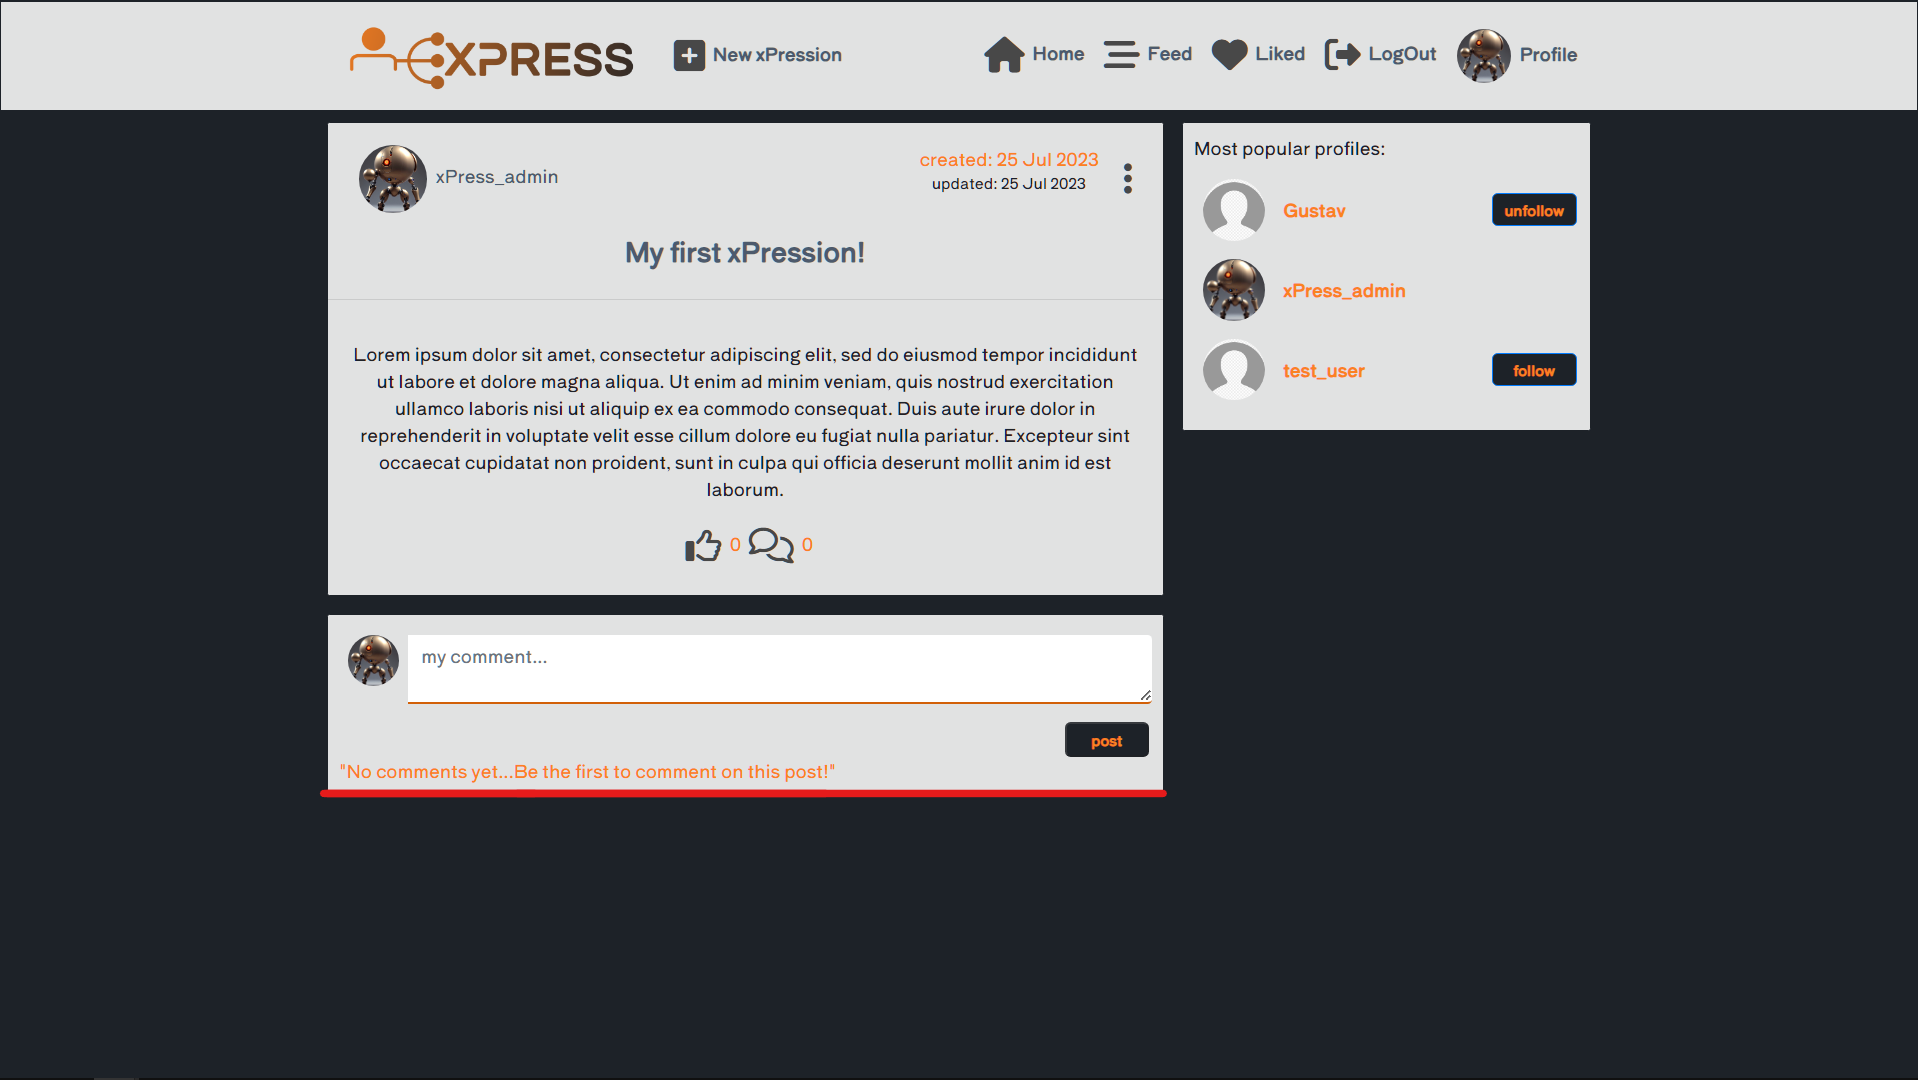 XPRESS
New xPression
Home
Feed
Liked
LogOut
Profile
xPress_admin
created: 25 Jul 2023
updated: 25 Jul 2023
My first xPression!
Lorem ipsum dolor sit amet, consectetur adipiscing elit, sed do eiusmod tempor incididunt
ut labore et dolore magna aliqua. Ut enim ad minim veniam, quis nostrud exercitation
ullamco laboris nisi ut aliquip ex ea commodo consequat. Duis aute irure dolor in
reprehenderit in voluptate velit esse cillum dolore eu fugiat nulla pariatur. Excepteur sint
occaecat cupidatat non proident, sunt in culpa qui officia deserunt mollit anim id est
laborum.
0 0
my comment...
post
"No comments yet...Be the first to comment on this post!"
Most popular profiles:
Gustav
unfollow
xPress_admin
test_user
follow